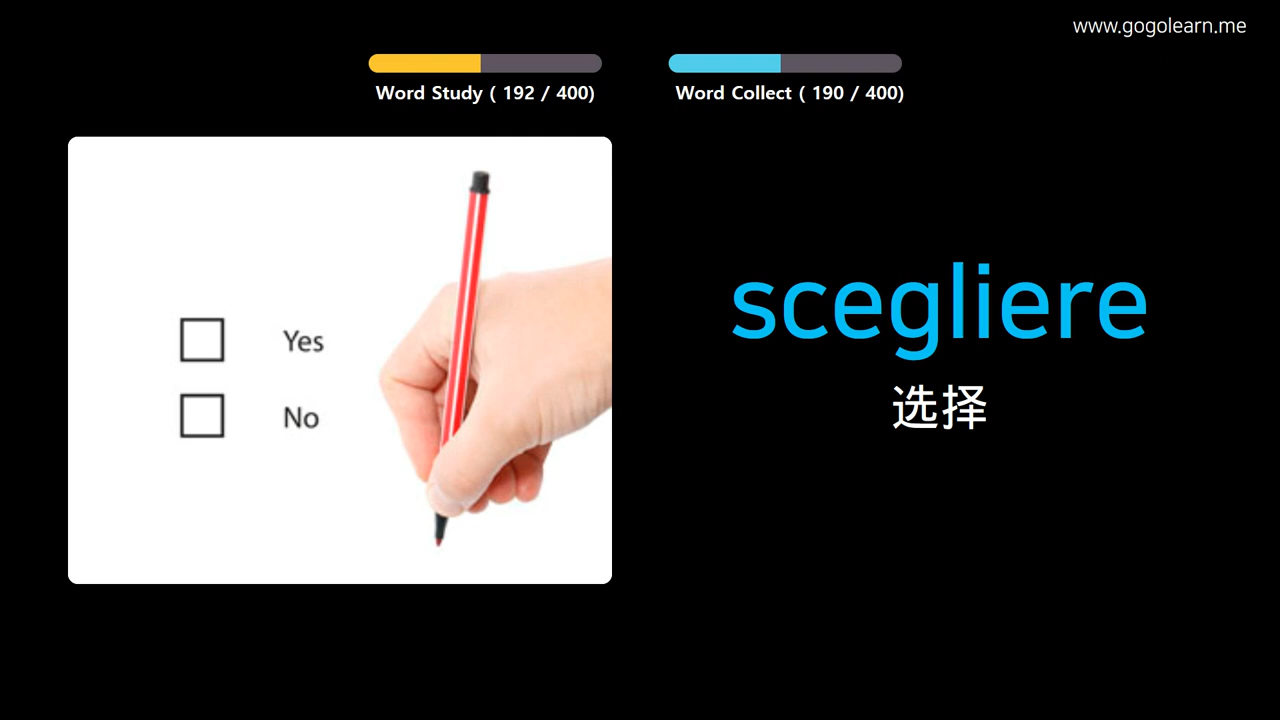 www.gogolearn.me
Word Study ( 192 / 400)
Word Collect ( 190 / 400)
Yes
No
scegliere
选择